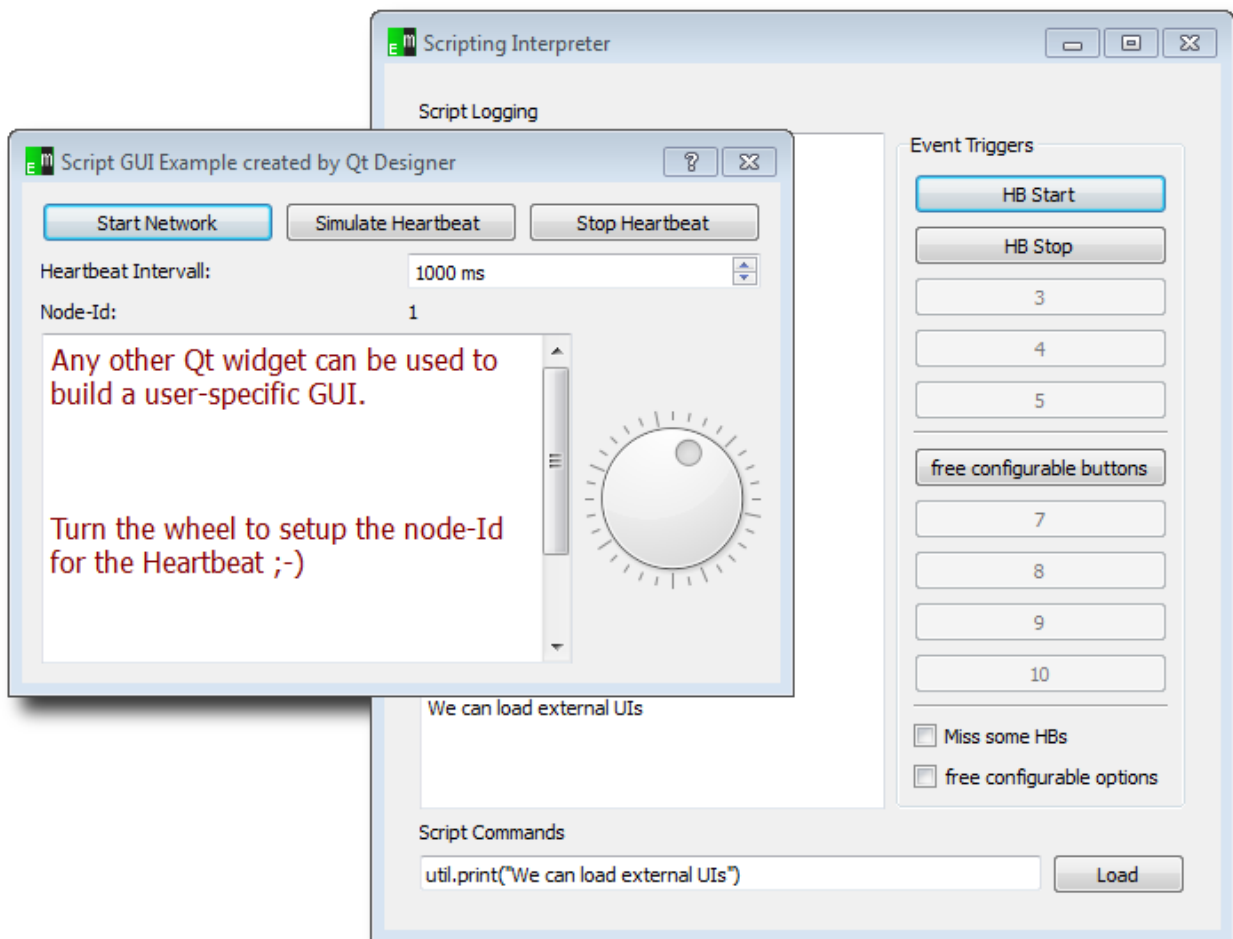 Em Scripting Interpreter
Script Logging
Em Script GUI Example created by Qt Designer
?
Start Network
Simulate Heartbeat
Stop Heartbeat
Heartbeat Intervall:
1000 ms
Node-Id:
1
Any other Qt widget can be used to
build a user-specific GUI.
Turn the wheel to setup the node-Id
for the Heartbeat ;-)
We can load external UIs
Event Triggers
HB Start
HB Stop
3
4
5
free configurable buttons
7
8
9
10
Miss some HBs
free configurable options
Script Commands
util.print("We can load external UIs")
Load